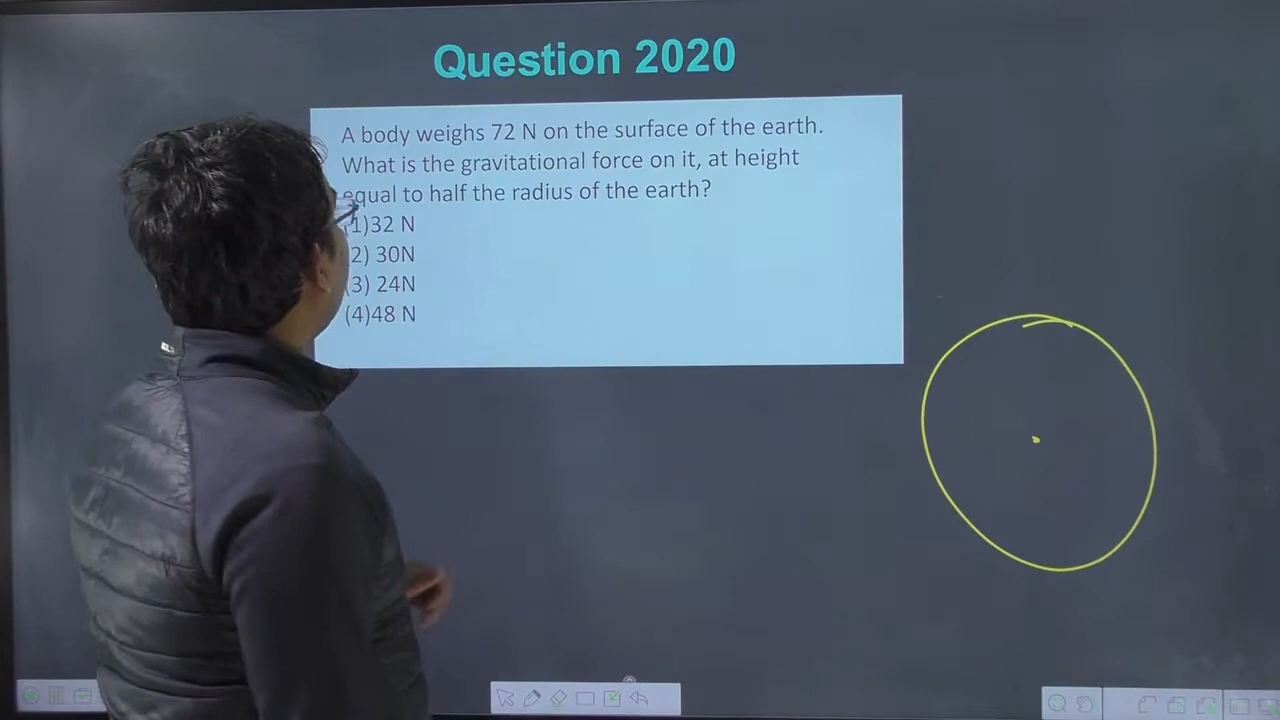 Question 2020
A body weighs 72 N on the surface of the earth.
What is the gravitational force on it, at height
equal to half the radius of the earth?
(1)32 N
(2) 30N
(3) 24N
(4)48 N